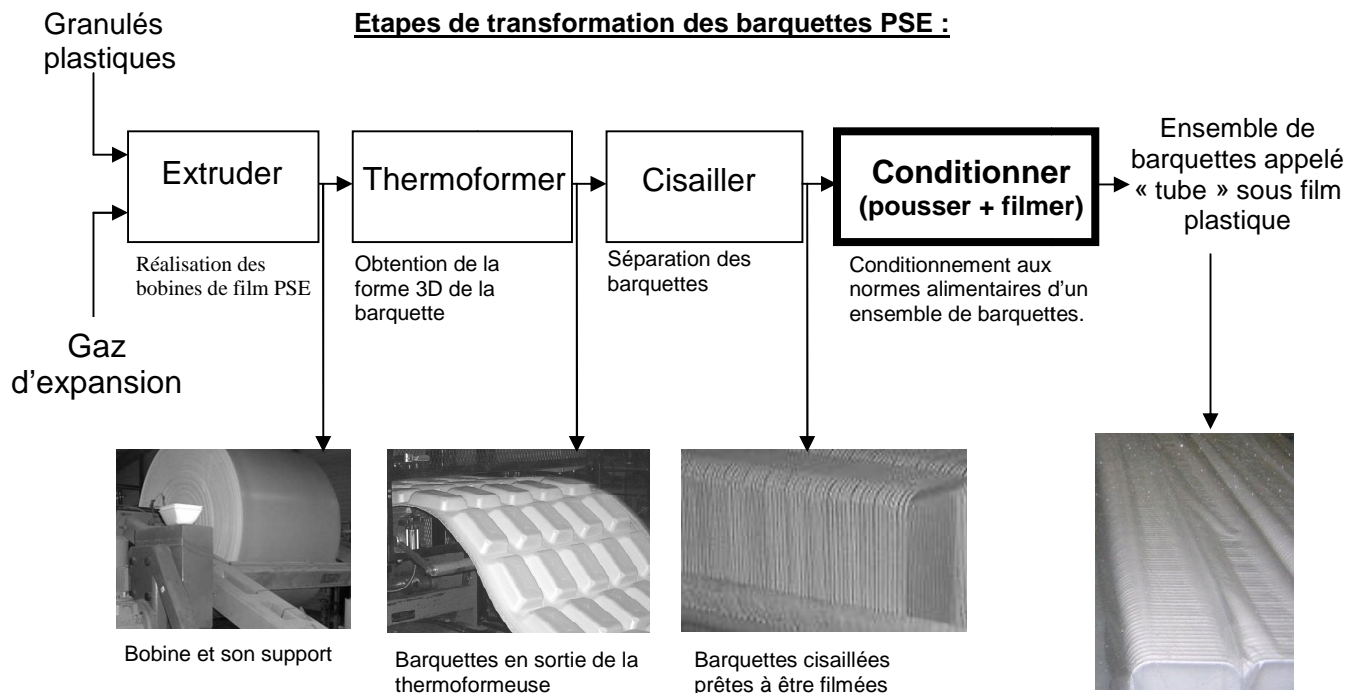 Etapes de transformation des barquettes PSE :
Granulés
plastiques
Gaz
d’expansion
Extruder
Réalisation des
bobines de film PSE
Thermoformer
Obtention de la
forme 3D de la
barquette
Cisailler
Séparation des
barquettes
Conditionner
(pousser + filmer)
Conditionnement aux
normes alimentaires d’un
ensemble de barquettes.
Ensemble de
barquettes appelé
« tube » sous film
plastique
Bobine et son support
Barquettes en sortie de la
thermoformeuse
Barquettes cisaillées
prêtes à être filmées